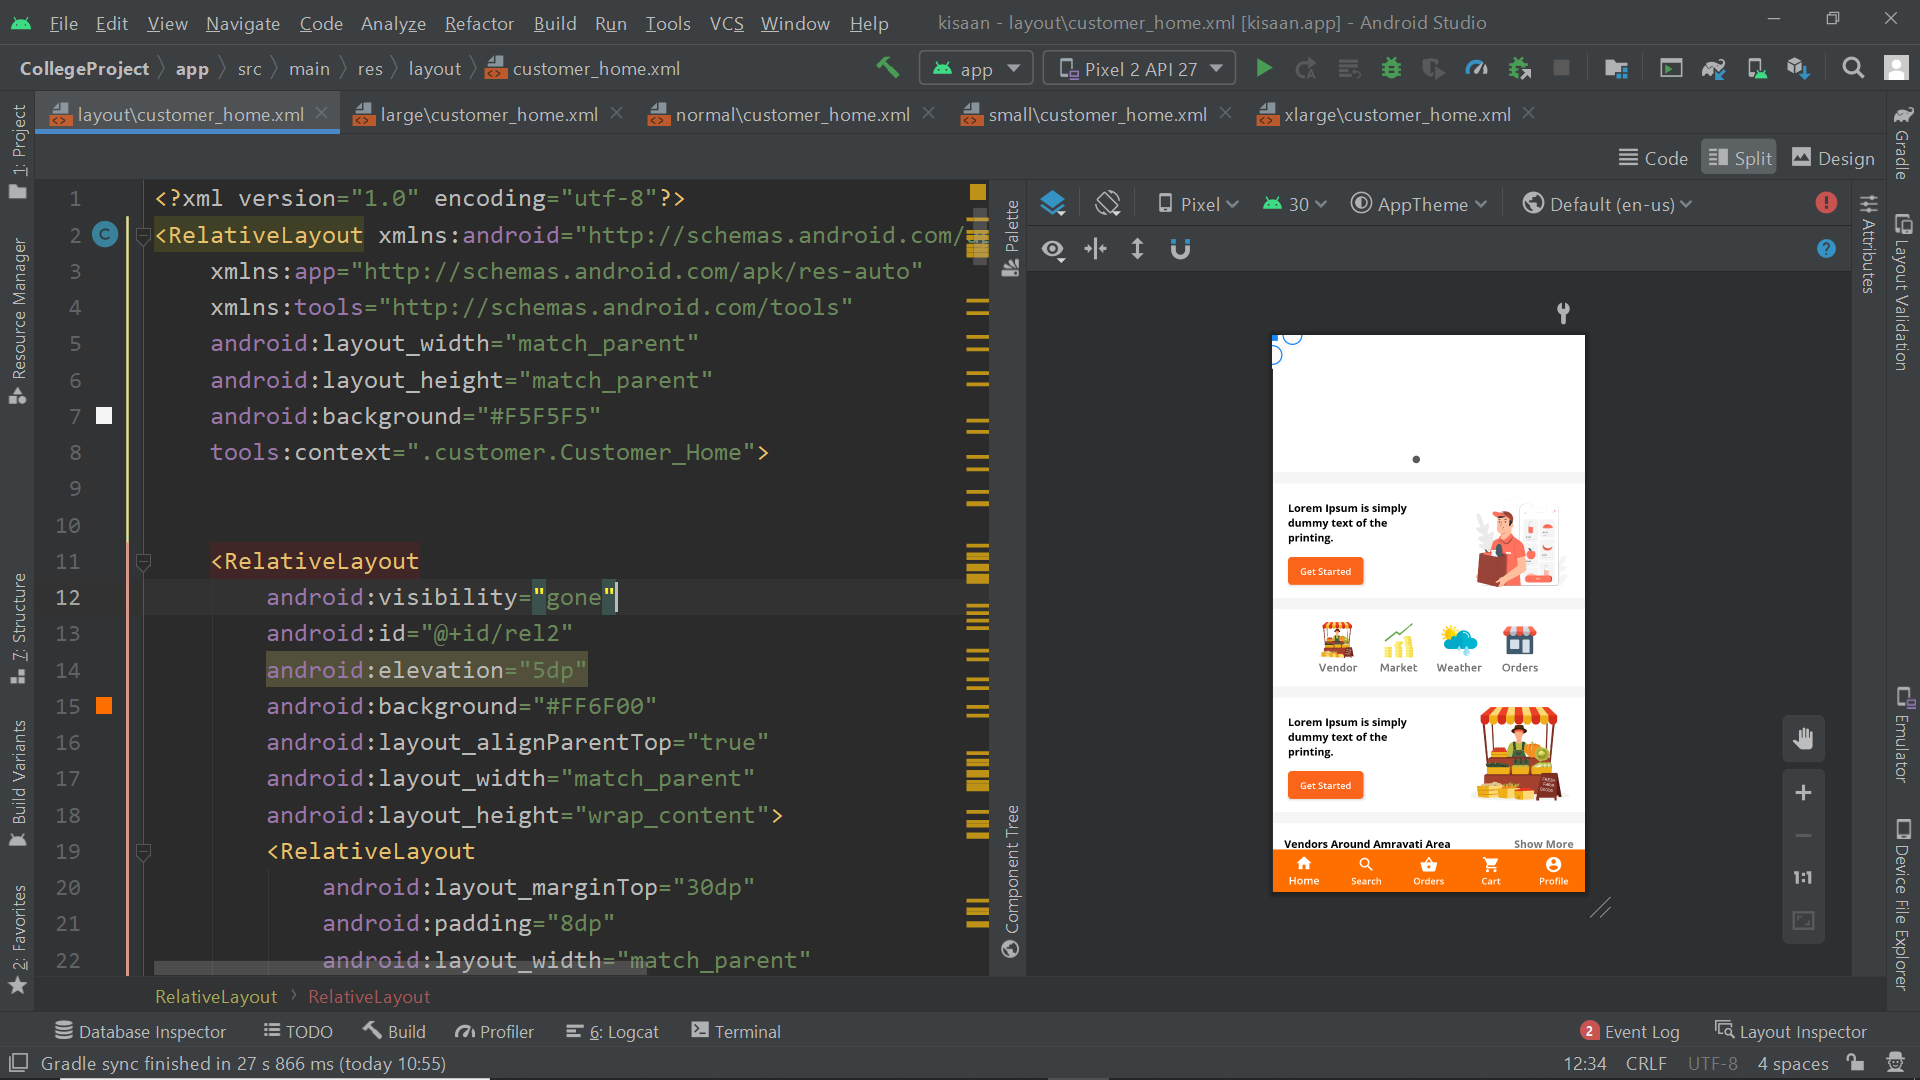 File Edit View Navigate Code Analyze Refactor Build Run Tools VCS Window Help kisaan - layout\customer_home.xml [kisaan.app] - Android Studio
CollegeProject app src main res layout customer_home.xml app Pixel 2 API 27
layout\customer_home.xml large\customer_home.xml normal\customer_home.xml small\customer_home.xml xlarge\customer_home.xml
Code Split Design
1: Project
Resource Manager
Z: Structure
Build Variants
2: Favorites
1 <?xml version="1.0" encoding="utf-8"?>
2 C <RelativeLayout xmlns:android="http://schemas.android.com/
3 xmlns:app="http://schemas.android.com/apk/res-auto"
4 xmlns:tools="http://schemas.android.com/tools"
5 android:layout_width="match_parent"
6 android:layout_height="match_parent"
7 android:background="#F5F5F5"
8 tools:context=".customer.Customer_Home">
9
10
11 <RelativeLayout
12 android:visibility="gone"
13 android:id="@+id/rel2"
14 android:elevation="5dp"
15 android:background="#FF6F00"
16 android:layout_alignParentTop="true"
17 android:layout_width="match_parent"
18 android:layout_height="wrap_content">
19 <RelativeLayout
20 android:layout_marginTop="30dp"
21 android:padding="8dp"
22 android:layout_width="match_parent"
RelativeLayout RelativeLayout
Palette
Component Tree
Pixel 30 AppTheme Default (en-us)
Lorem Ipsum is simply
dummy text of the
printing.
Get Started
Vendor Market Weather Orders
Lorem Ipsum is simply
dummy text of the
printing.
Get Started
Vendors Around Amravati Area Show More
Home Search Orders Cart Profile
1:1
Attributes
Gradle
Layout Validation
Emulator
Device File Explorer
Database Inspector TODO Build Profiler 6: Logcat Terminal 2 Event Log Layout Inspector
Gradle sync finished in 27 s 866 ms (today 10:55) 12:34 CRLF UTF-8 4 spaces